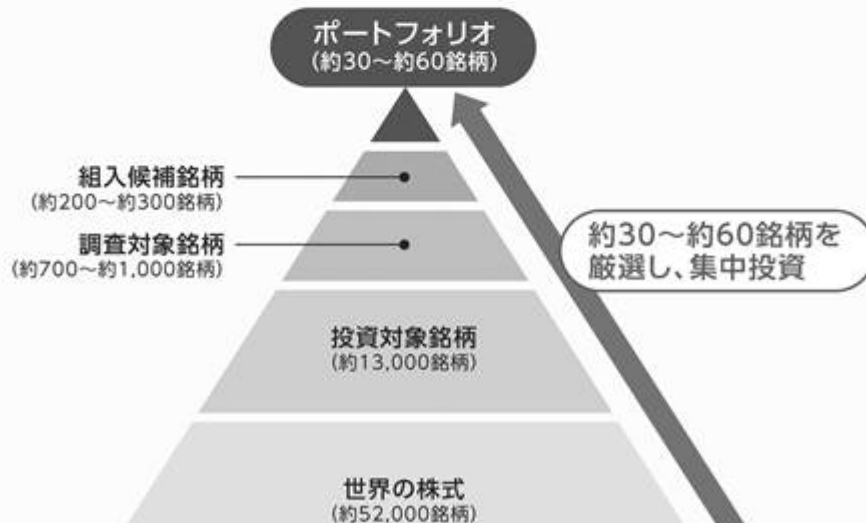 ポートフォリオ
(約30～約60銘柄)
組入候補銘柄
(約200～約300銘柄)
調査対象銘柄
(約700～約1,000銘柄)
約30～約60銘柄を
厳選し、集中投資
投資対象銘柄
(約13,000銘柄)
世界の株式
(約52,000銘柄)